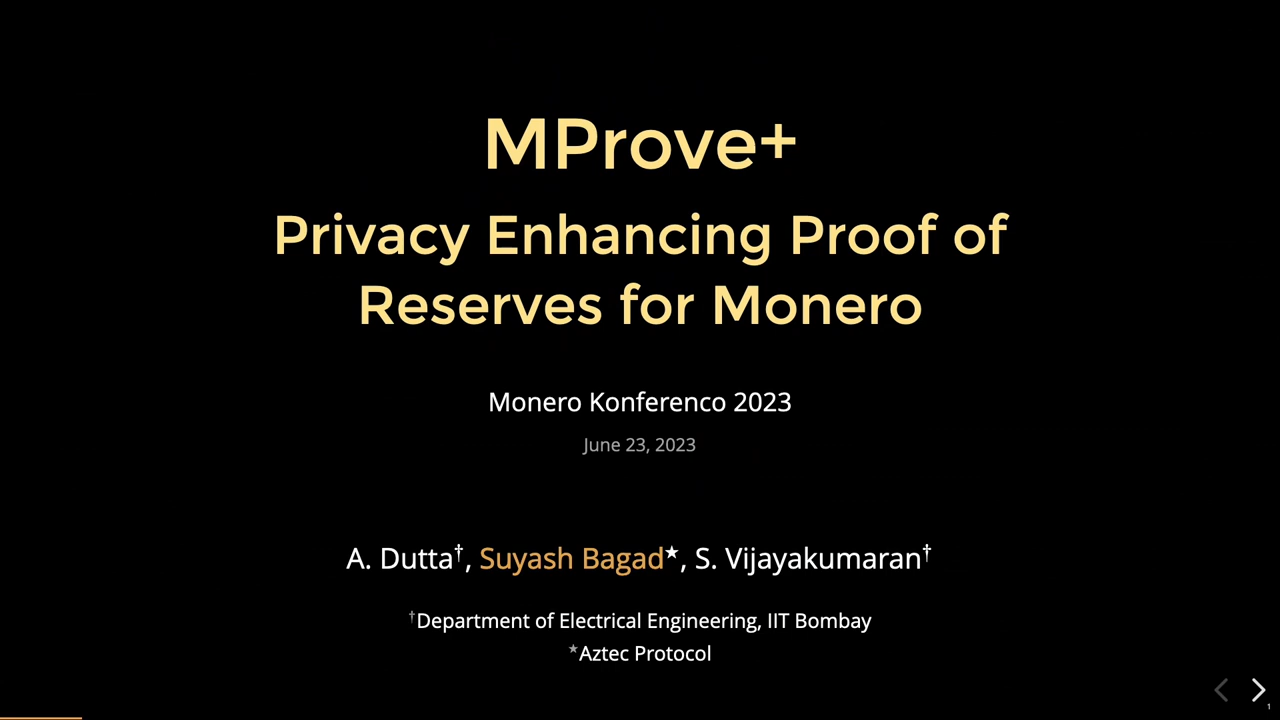 MProve+
Privacy Enhancing Proof of
Reserves for Monero
Monero Konferenco 2023
June 23, 2023
A. Dutta†, Suyash Bagad★, S. Vijayakumaran†
†Department of Electrical Engineering, IIT Bombay
★Aztec Protocol
1